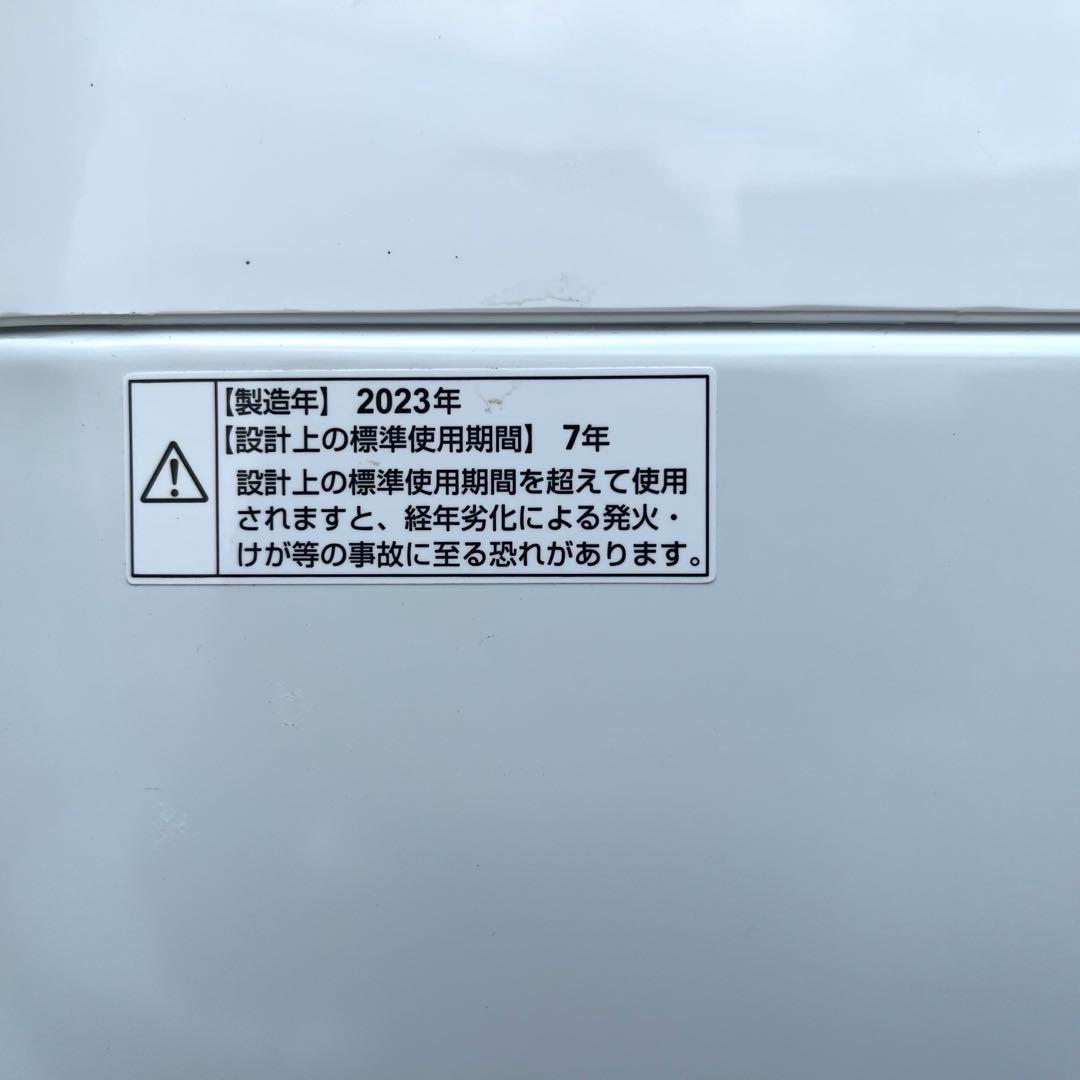 【製造年】 2023年
【設計上の標準使用期間】 7年
設計上の標準使用期間を超えて使用
されますと、経年劣化による発火・
けが等の事故に至る恐れがあります。